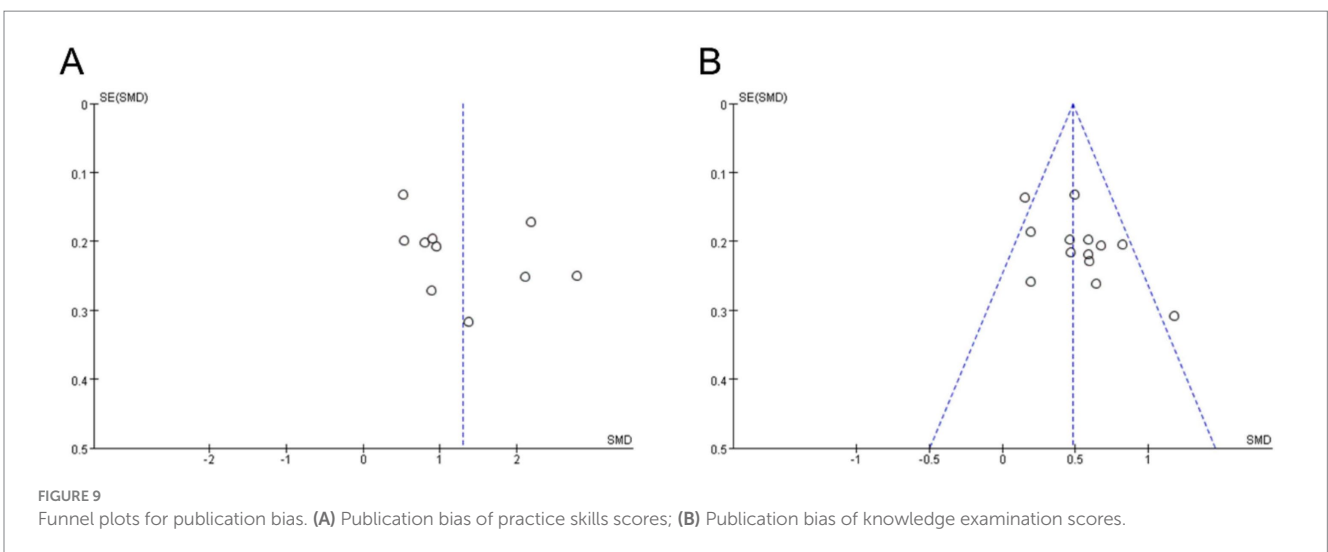 A
SE(SMD)
0
0.1
0.2
0.3
0.4
0.5
-2
-1
0
1
2
SMD
B
SE(SMD)
0
0.1
0.2
0.3
0.4
0.5
-1
-0.5
0
0.5
1
SMD
FIGURE 9
Funnel plots for publication bias. (A) Publication bias of practice skills scores; (B) Publication bias of knowledge examination scores.